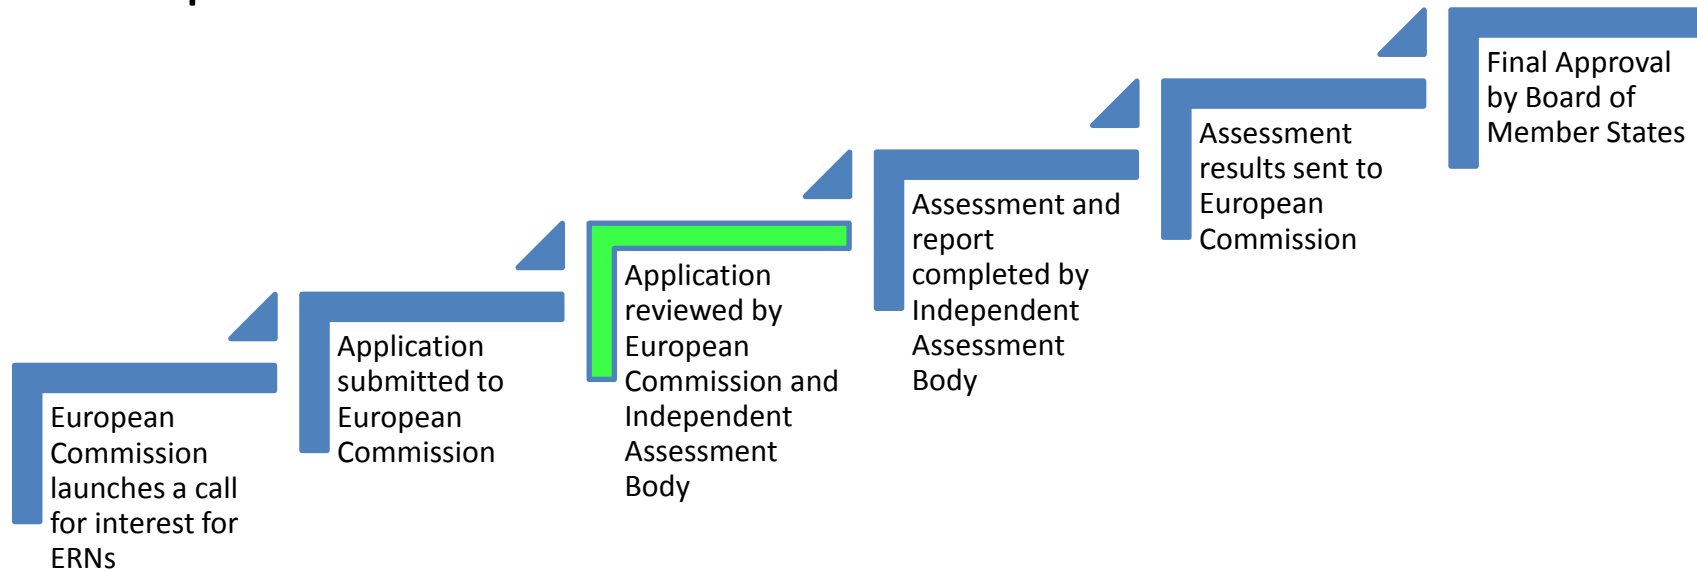 European
Commission
launches a call
for interest for
ERNs
Application
submitted to
European
Commission
Application
reviewed by
European
Commission and
Independent
Assessment
Body
Assessment and
report
completed by
Independent
Assessment
Body
Assessment
results sent to
European
Commission
Final Approval
by Board of
Member States